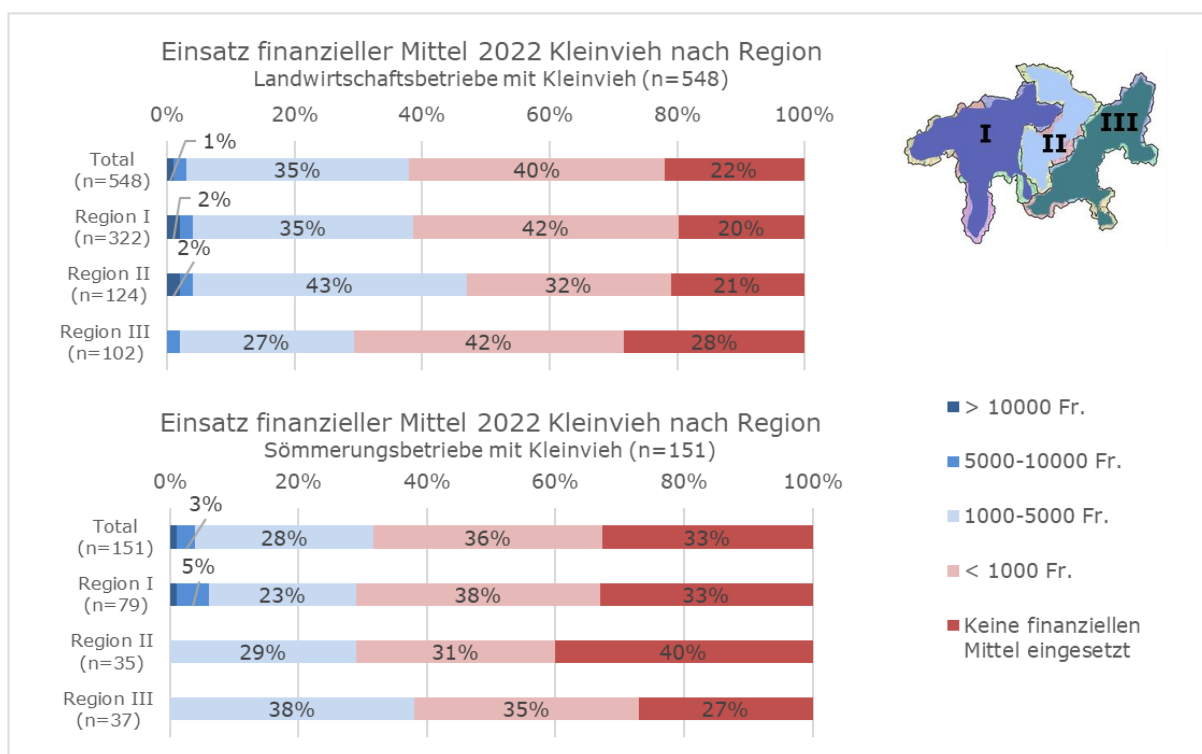 Einsatz finanzieller Mittel 2022 Kleinvieh nach Region
Landwirtschaftsbetriebe mit Kleinvieh (n=548)
0% 20% 40% 60% 80% 100%
1%
Total
(n=548)
35% 40% 22%
2%
Region I
(n=322)
35% 42% 20%
2%
Region II
(n=124)
43% 32% 21%
Region III
(n=102)
27% 42% 28%
I II III
Einsatz finanzieller Mittel 2022 Kleinvieh nach Region
Sömmerungsbetriebe mit Kleinvieh (n=151)
0% 20% 40% 60% 80% 100%
3%
Total
(n=151)
28% 36% 33%
5%
Region I
(n=79)
23% 38% 33%
Region II
(n=35)
29% 31% 40%
Region III
(n=37)
38% 35% 27%
> 10000 Fr.
5000-10000 Fr.
1000-5000 Fr.
< 1000 Fr.
Keine finanziellen
Mittel eingesetzt